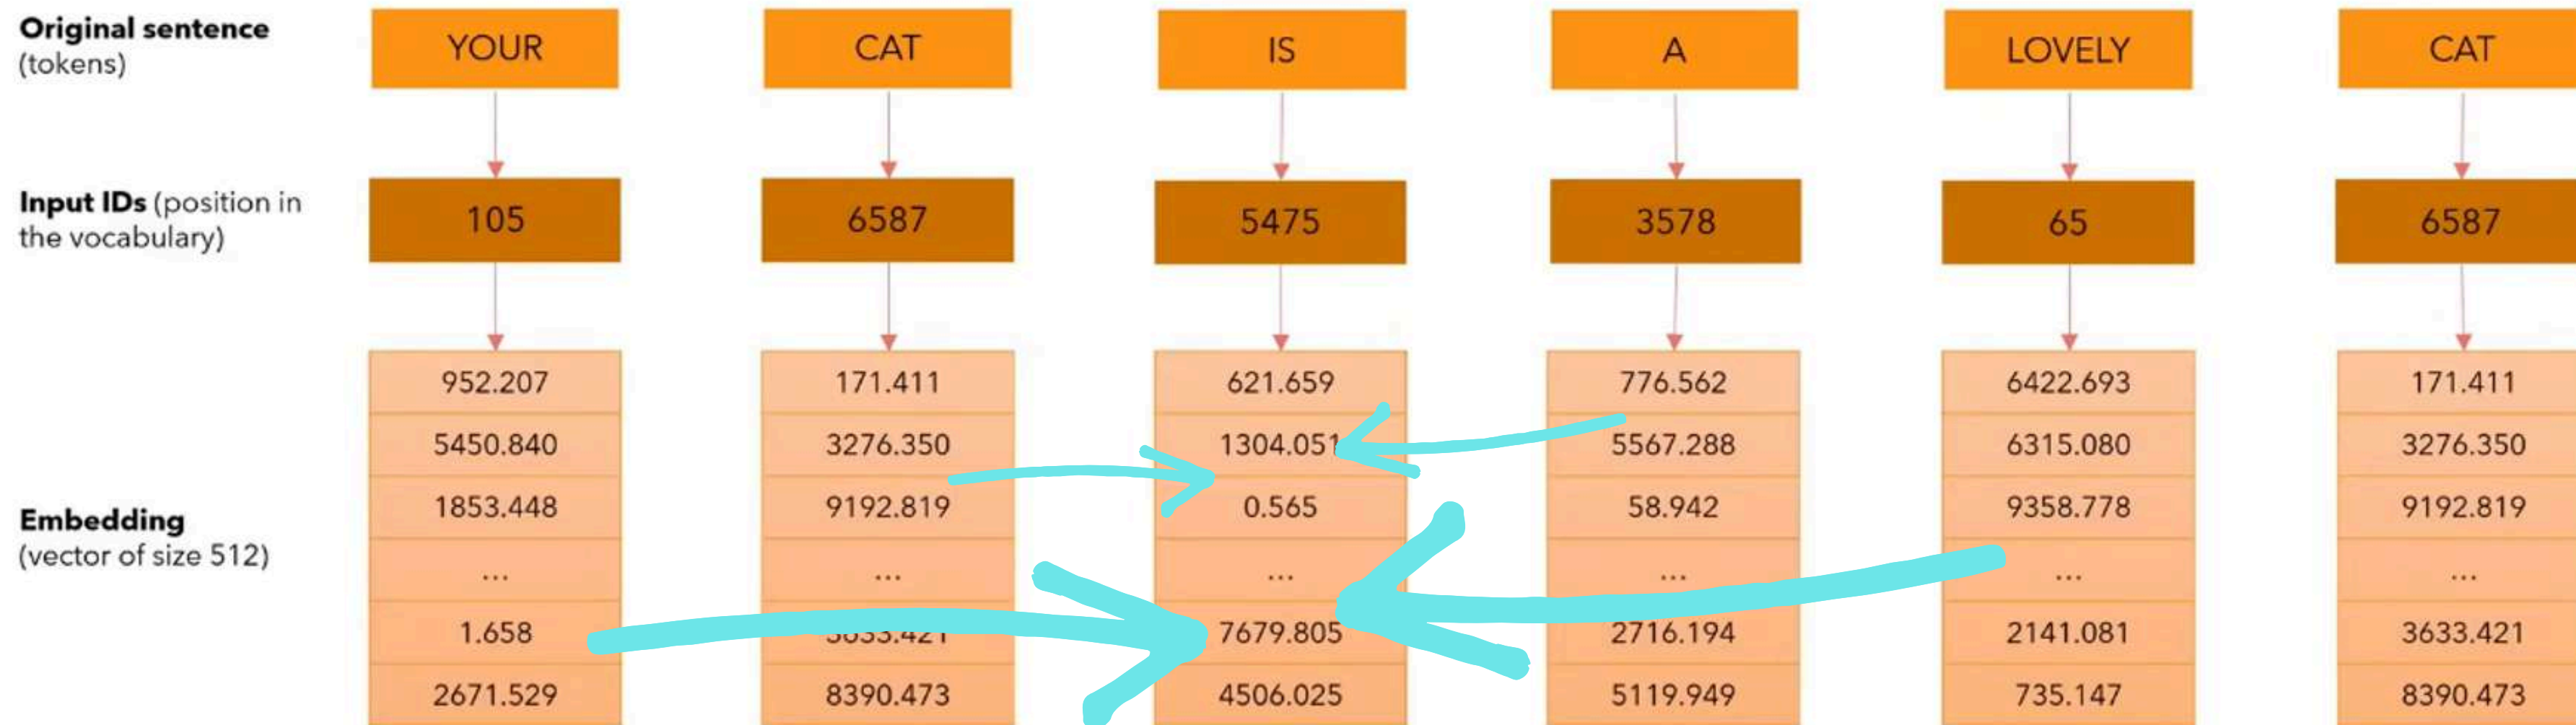 Original sentence
(tokens)
YOUR CAT IS A LOVELY CAT
Input IDs (position in
the vocabulary)
105 6587 5475 3578 65 6587
Embedding
(vector of size 512)
952.207 171.411 621.659 776.562 6422.693 171.411
5450.840 3276.350 1304.051 5567.288 6315.080 3276.350
1853.448 9192.819 0.565 58.942 9358.778 9192.819
... ... ... ... ... ...
1.658 7679.805 2716.194 2141.081 3633.421
2671.529 8390.473 4506.025 5119.949 735.147 8390.473